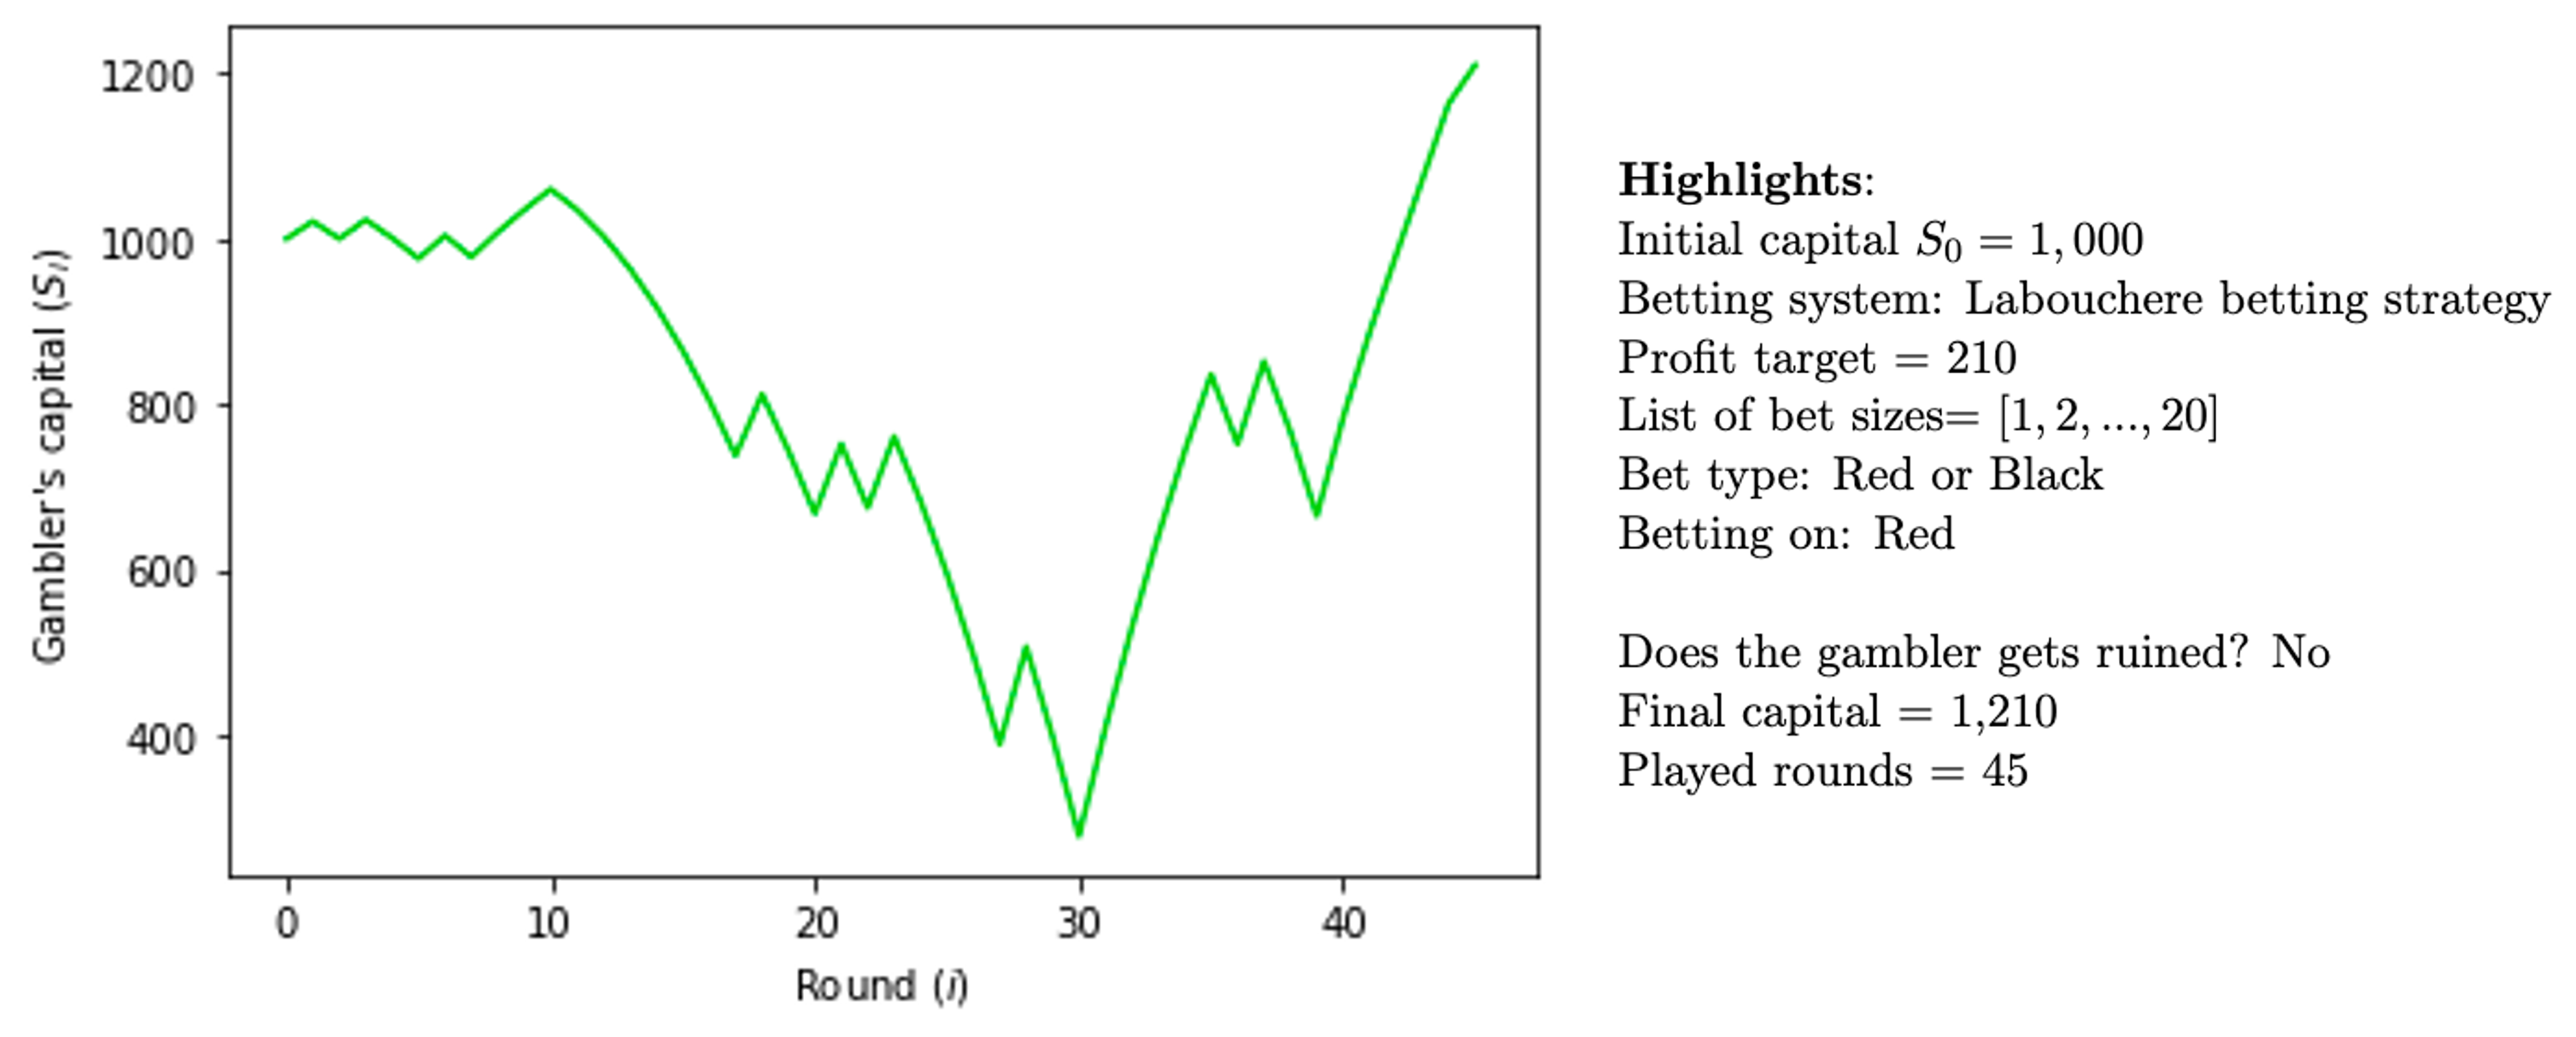 1200
1000
800
600
400
Gambler's capital (Sᵢ)
0 10 20 30 40
Round (i)
Highlights:
Initial capital S₀ = 1, 000
Betting system: Labouchere betting strategy
Profit target = 210
List of bet sizes= [1, 2, ..., 20]
Bet type: Red or Black
Betting on: Red
Does the gambler gets ruined? No
Final capital = 1,210
Played rounds = 45